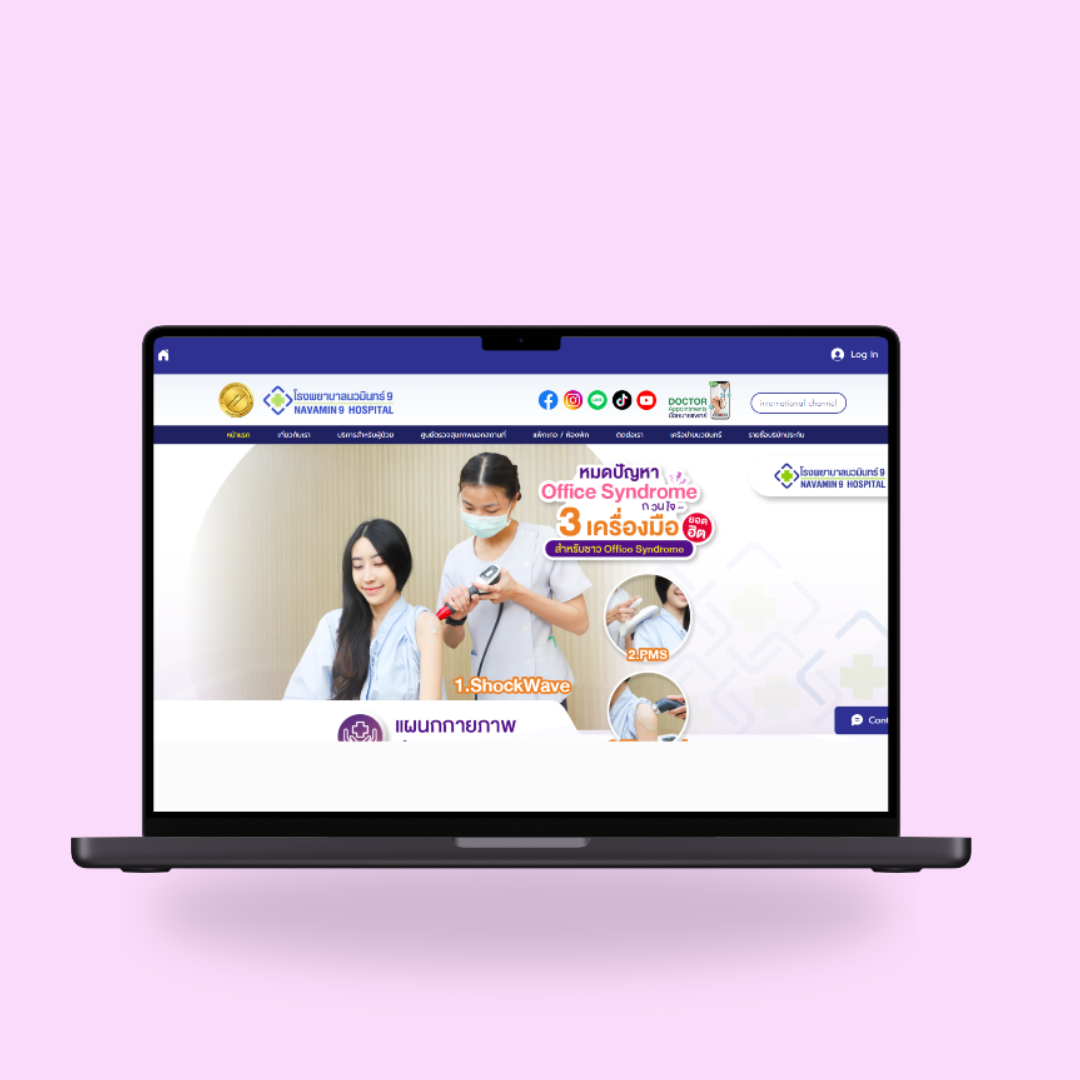 Log In
โรงพยาบาลนวมินทร์ 9
NAVAMIN 9 HOSPITAL
DOCTOR
Appointments
นัดหมายแพทย์
international channel
หน้าแรก
เกี่ยวกับเรา
บริการสำหรับผู้ป่วย
ศูนย์ตรวจสุขภาพนอกสถานที่
แพ็กเกจ / ห้องพัก
ติดต่อเรา
เครือข่ายนวมินทร์
รายชื่อบริษัทประกัน
โรงพยาบาลนวมินทร์ 9
NAVAMIN 9 HOSPITAL
หมดปัญหา
Office Syndrome
กวนใจ
3 เครื่องมือ
ยอด
ฮิต
สำหรับชาว Office Syndrome
2.PMS
1.ShockWave
แผนกกายภาพ
Cont